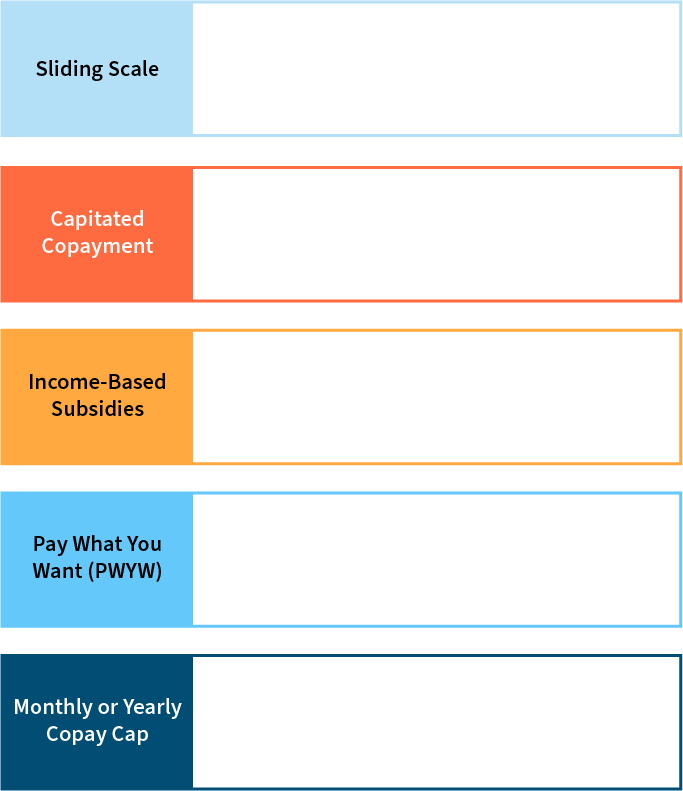 Sliding Scale
Capitated
Copayment
Income-Based
Subsidies
Pay What You
Want (PWYW)
Monthly or Yearly
Copay Cap